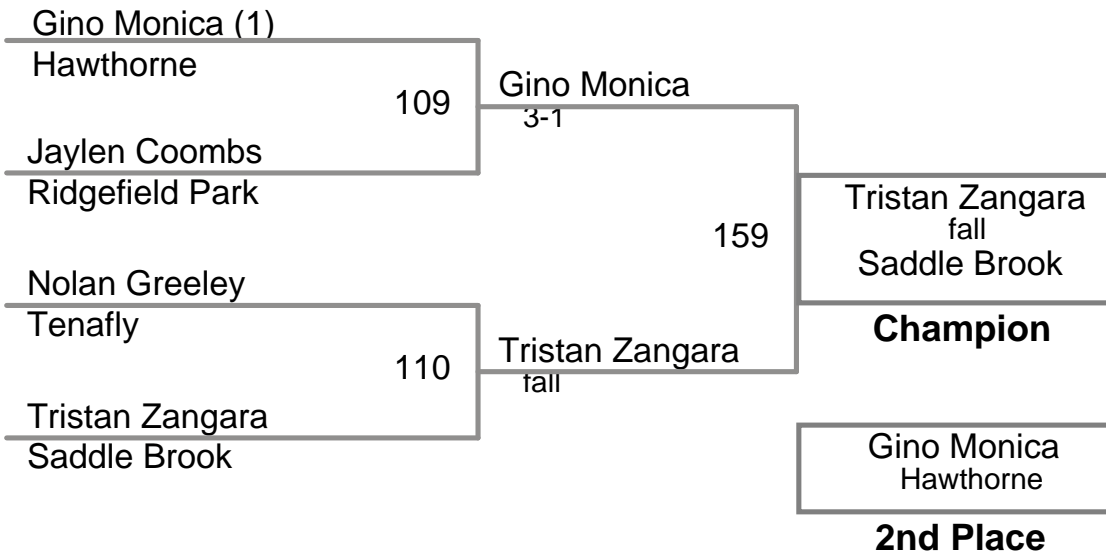 Gino Monica (1)
Hawthorne
109
Jaylen Coombs
Ridgefield Park
Nolan Greeley
Tenafly
110
Tristan Zangara
Saddle Brook
Gino Monica
3-1
159
Tristan Zangara
fall
Tristan Zangara
fall
Saddle Brook
Champion
Gino Monica
Hawthorne
2nd Place